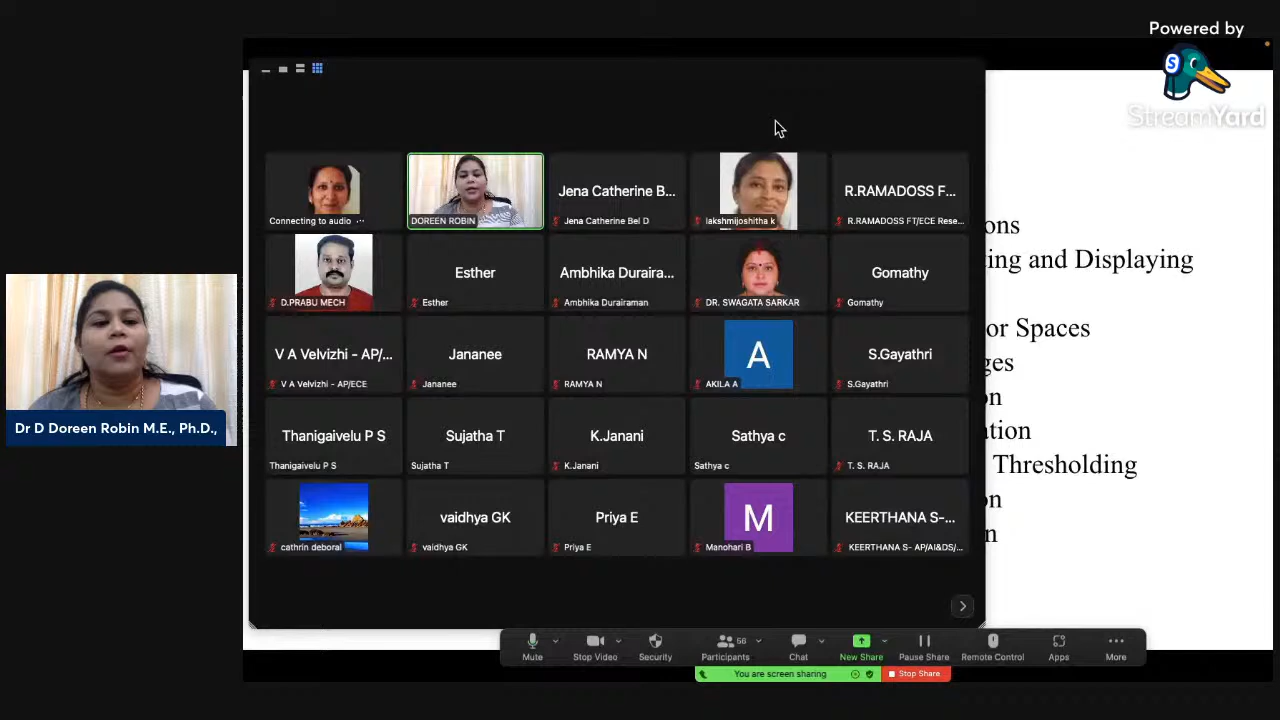 Powered by
StreamYard
Connecting to audio ···
DOREEN ROBIN
Jena Catherine B...
Jena Catherine Bel D
lakshmijoshitha k
R.RAMADOSS F...
R.RAMADOSS FT/ECE Rese...
D.PRABU MECH
Esther
Esther
Ambhika Duraira...
Ambhika Durairaman
DR. SWAGATA SARKAR
Gomathy
Gomathy
V A Velvizhi - AP/...
V A Velvizhi - AP/ECE
Jananee
Jananee
RAMYA N
RAMYA N
A
AKILA A
S.Gayathri
S.Gayathri
Thanigaivelu P S
Thanigaivelu P S
Sujatha T
Sujatha T
K.Janani
K.Janani
Sathya c
Sathya c
T. S. RAJA
T. S. RAJA
cathrin deboral
vaidhya GK
vaidhya GK
Priya E
Priya E
M
Manohari B
KEERTHANA S-...
KEERTHANA S- AP/AI&DS/...
ons
ting and Displaying
or Spaces
ges
on
ation
Thresholding
on
n
Dr D Doreen Robin M.E., Ph.D.,
Mute
Stop Video
Security
56
Participants
Chat
New Share
Pause Share
Remote Control
Apps
More
You are screen sharing
Stop Share